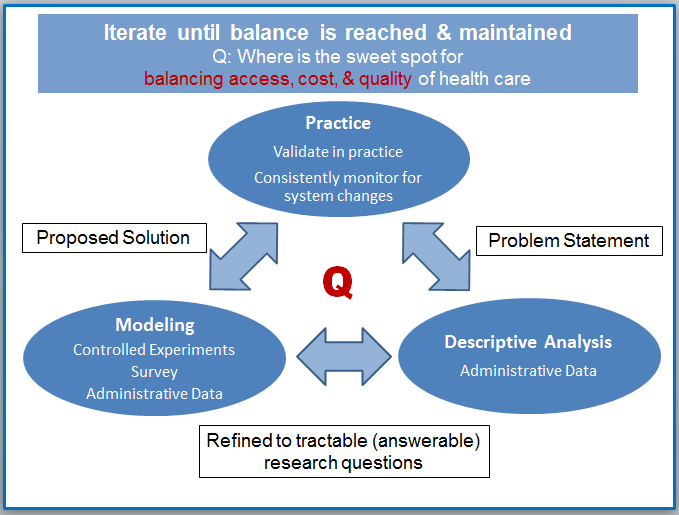 Iterate until balance is reached & maintained
Q: Where is the sweet spot for
balancing access, cost, & quality of health care
Practice
Validate in practice
Consistently monitor for
system changes
Proposed Solution
Problem Statement
Q
Modeling
Controlled Experiments
Survey
Administrative Data
Descriptive Analysis
Administrative Data
Refined to tractable (answerable)
research questions